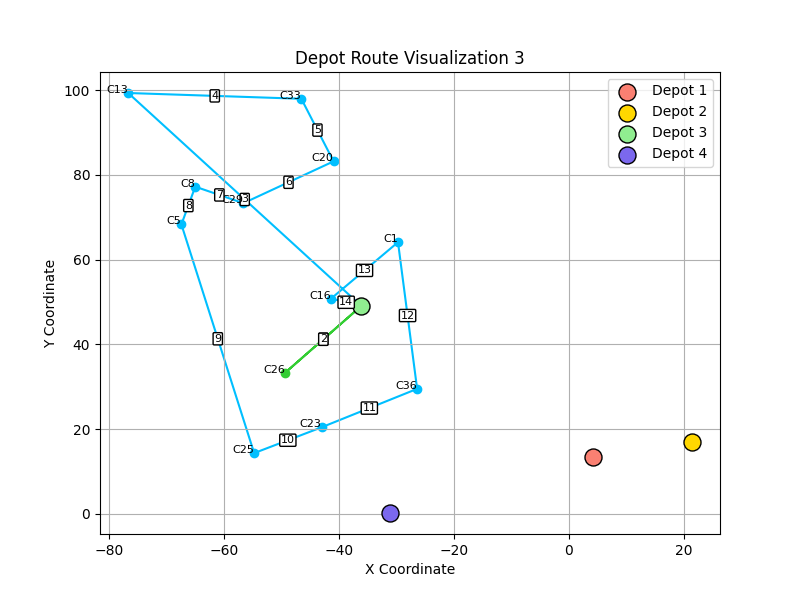 Depot Route Visualization 3
Depot 1
Depot 2
Depot 3
Depot 4
C13
4
C33
5
C20
6
C8
7
C29
3
8
C5
C1
13
C16
14
12
9
2
C26
C36
11
C23
10
C25
100
80
60
40
20
0
−80
−60
−40
−20
0
20
Y Coordinate
X Coordinate